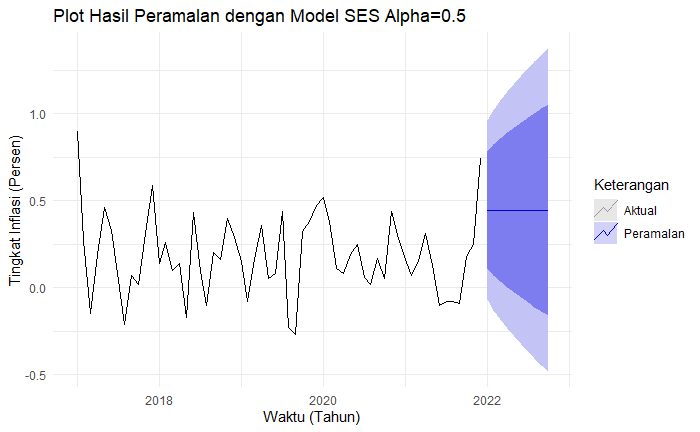 Plot Hasil Peramalan dengan Model SES Alpha=0.5
Tingkat Inflasi (Persen)
1.0
0.5
0.0
-0.5
2018
2020
2022
Waktu (Tahun)
Keterangan
Aktual
Peramalan